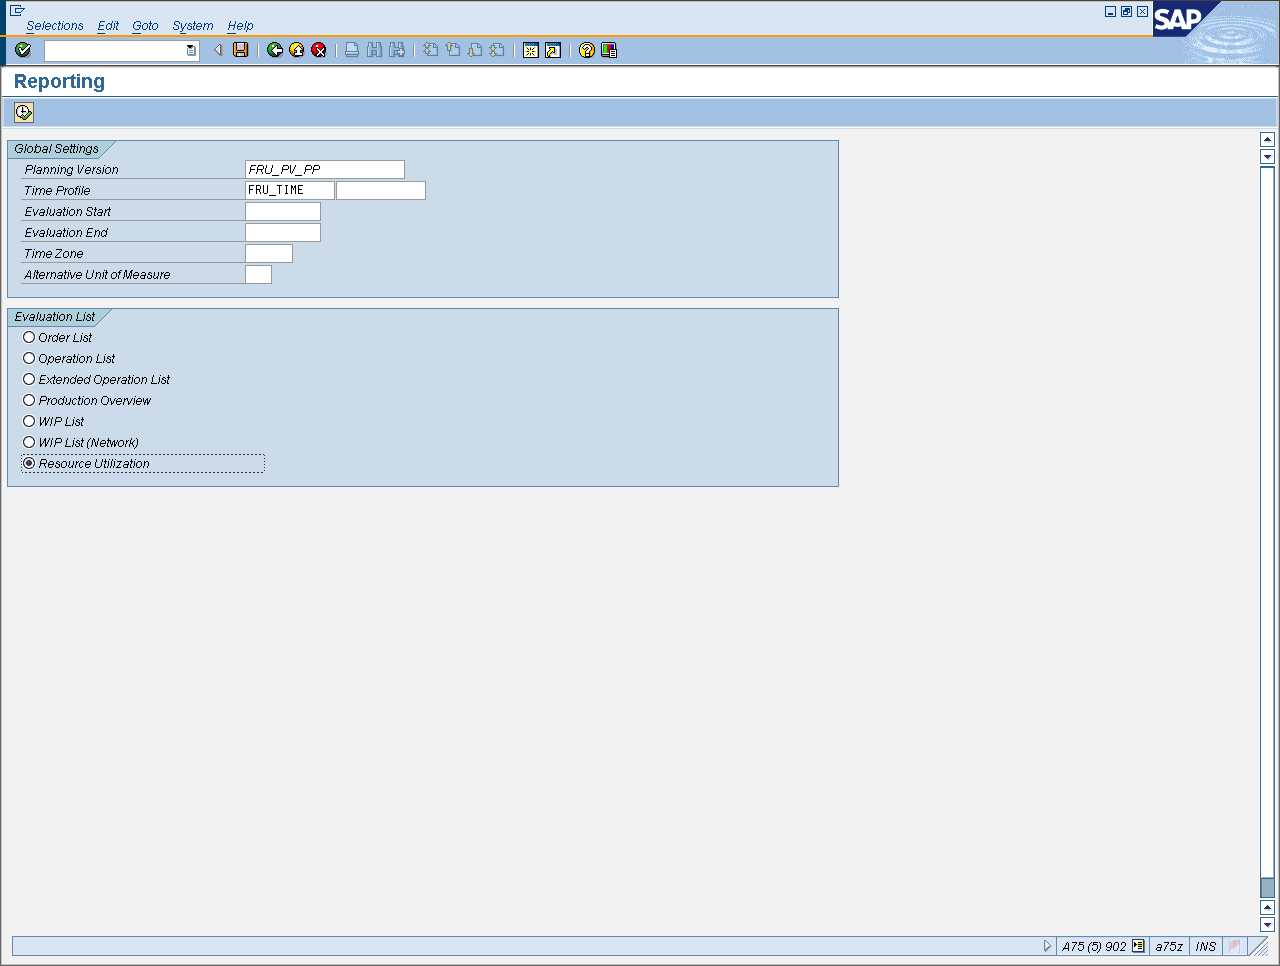 Selections Edit Goto System Help
SAP
Reporting
Global Settings
Planning Version FRU_PV_PP
Time Profile FRU_TIME
Evaluation Start
Evaluation End
Time Zone
Alternative Unit of Measure
Evaluation List
Order List
Operation List
Extended Operation List
Production Overview
WIP List
WIP List (Network)
Resource Utilization
A75 (5) 902 a75z INS